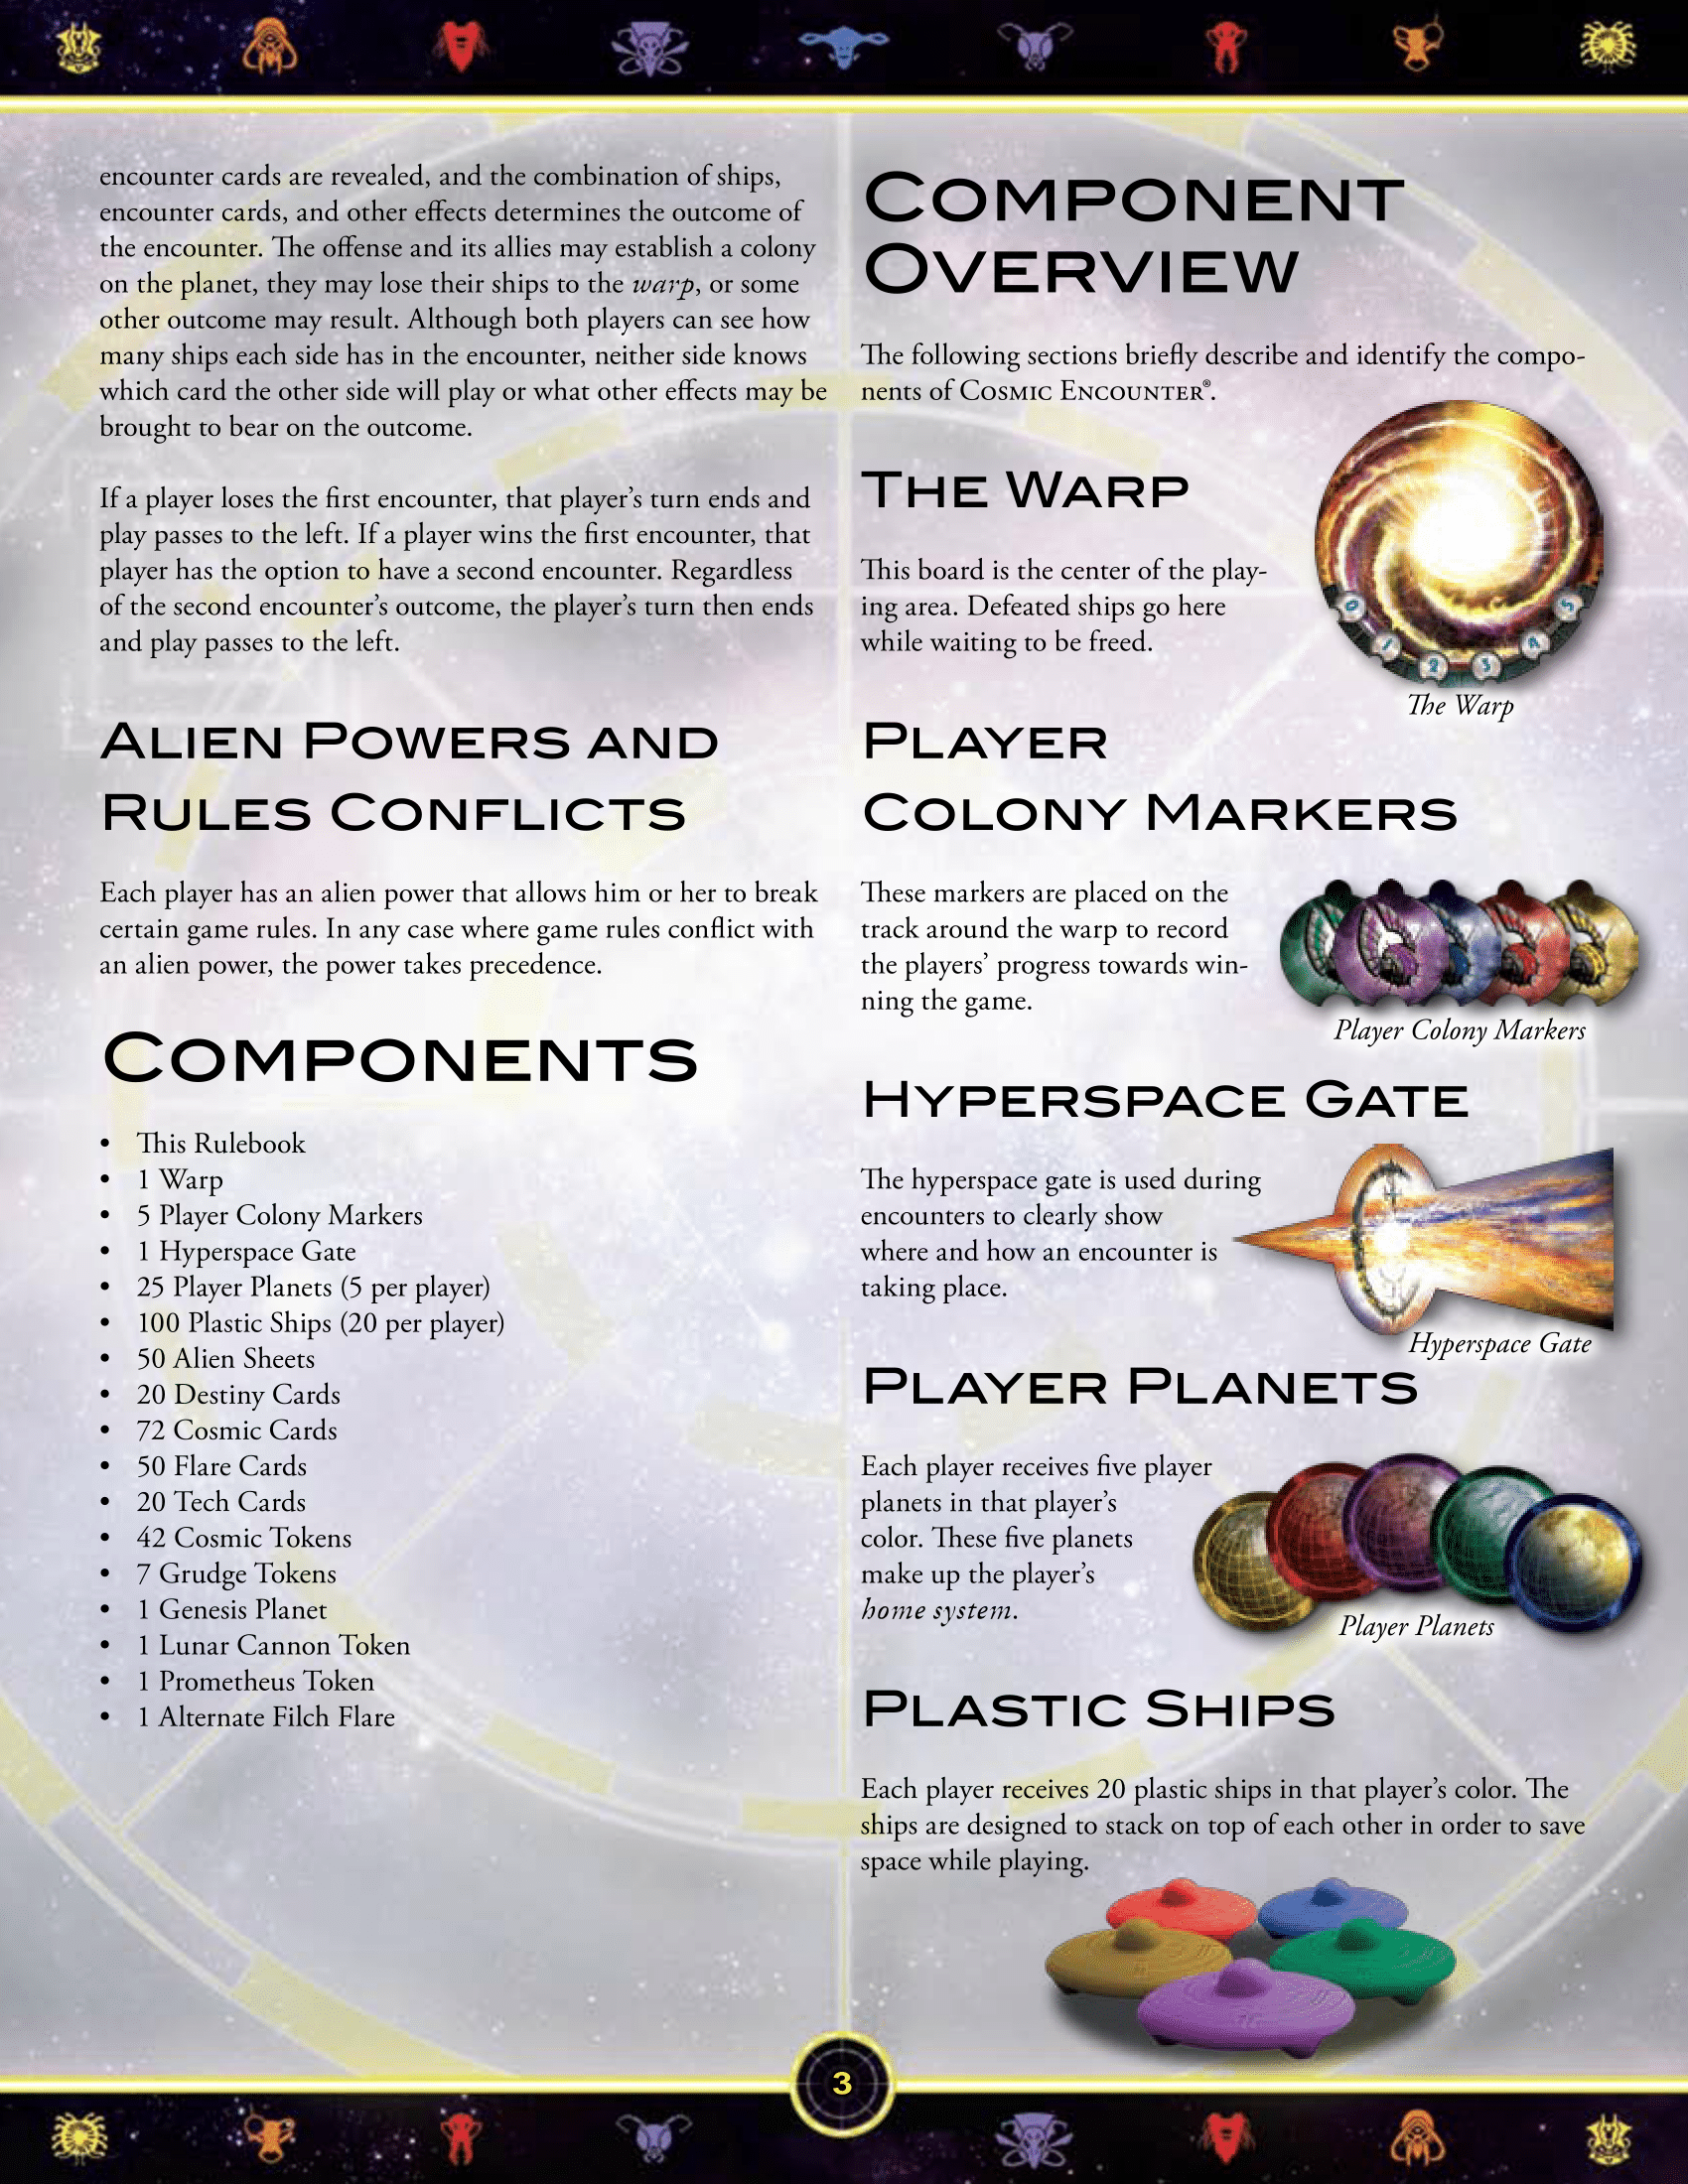 encounter cards are revealed, and the combination of ships,
encounter cards, and other effects determines the outcome of
the encounter. The offense and its allies may establish a colony
on the planet, they may lose their ships to the warp, or some
other outcome may result. Although both players can see how
many ships each side has in the encounter, neither side knows
which card the other side will play or what other effects may be
brought to bear on the outcome.
If a player loses the first encounter, that player's turn ends and
play passes to the left. If a player wins the first encounter, that
player has the option to have a second encounter. Regardless
of the second encounter's outcome, the player's turn then ends
and play passes to the left.
Alien Powers and
Rules Conflicts
Each player has an alien power that allows him or her to break
certain game rules. In any case where game rules conflict with
an alien power, the power takes precedence.
Components
• This Rulebook
• 1 Warp
• 5 Player Colony Markers
• 1 Hyperspace Gate
• 25 Player Planets (5 per player)
• 100 Plastic Ships (20 per player)
• 50 Alien Sheets
• 20 Destiny Cards
• 72 Cosmic Cards
• 50 Flare Cards
• 20 Tech Cards
• 42 Cosmic Tokens
• 7 Grudge Tokens
• 1 Genesis Planet
• 1 Lunar Cannon Token
• 1 Prometheus Token
• 1 Alternate Filch Flare
Component
Overview
The following sections briefly describe and identify the compo-
nents of Cosmic Encounter®.
The Warp
This board is the center of the play-
ing area. Defeated ships go here
while waiting to be freed.
0 1 2 3 4 5
The Warp
Player
Colony Markers
These markers are placed on the
track around the warp to record
the players' progress towards win-
ning the game.
Player Colony Markers
Hyperspace Gate
The hyperspace gate is used during
encounters to clearly show
where and how an encounter is
taking place.
Hyperspace Gate
Player Planets
Each player receives five player
planets in that player's
color. These five planets
make up the player's
home system.
Player Planets
Plastic Ships
Each player receives 20 plastic ships in that player's color. The
ships are designed to stack on top of each other in order to save
space while playing.
3